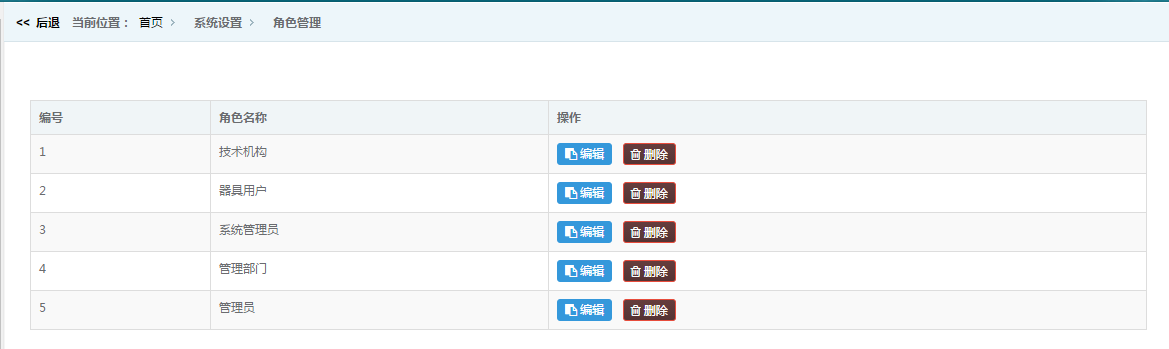 << 后退 当前位置： 首页 > 系统设置 > 角色管理
编号 角色名称 操作
1 技术机构 编辑 删除
2 器具用户 编辑 删除
3 系统管理员 编辑 删除
4 管理部门 编辑 删除
5 管理员 编辑 删除